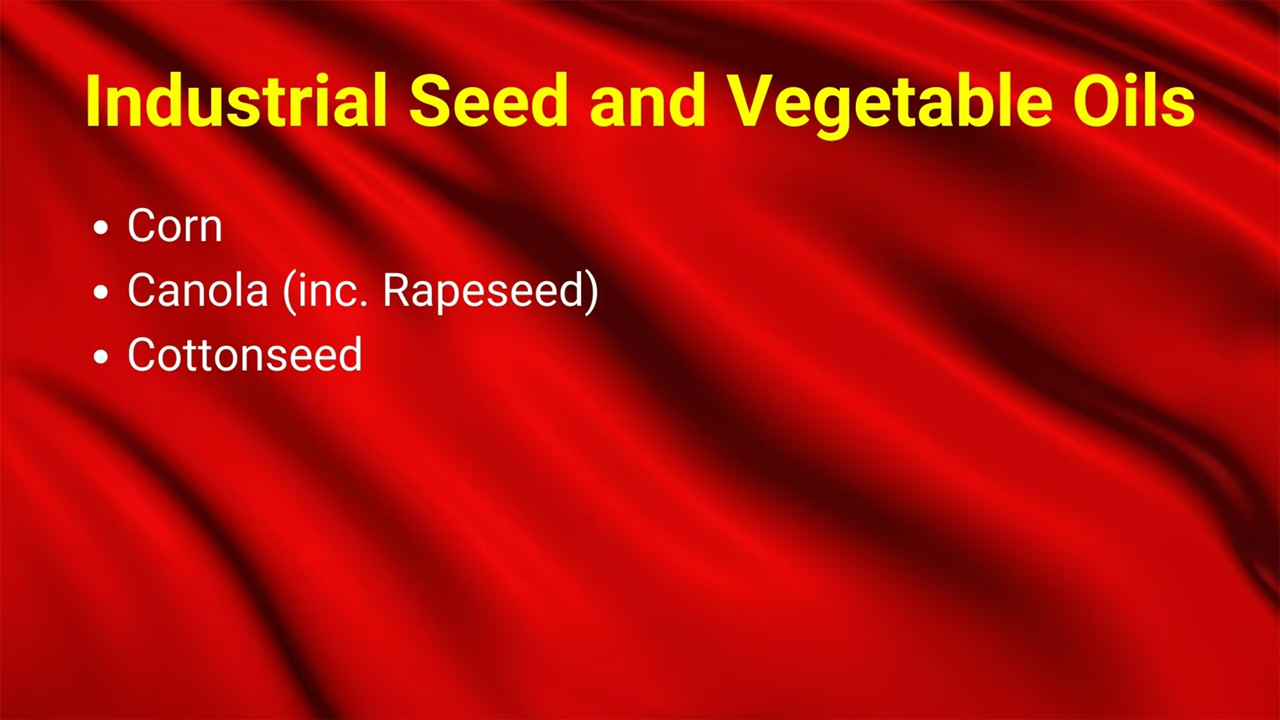 Industrial Seed and Vegetable Oils
• Corn
• Canola (inc. Rapeseed)
• Cottonseed